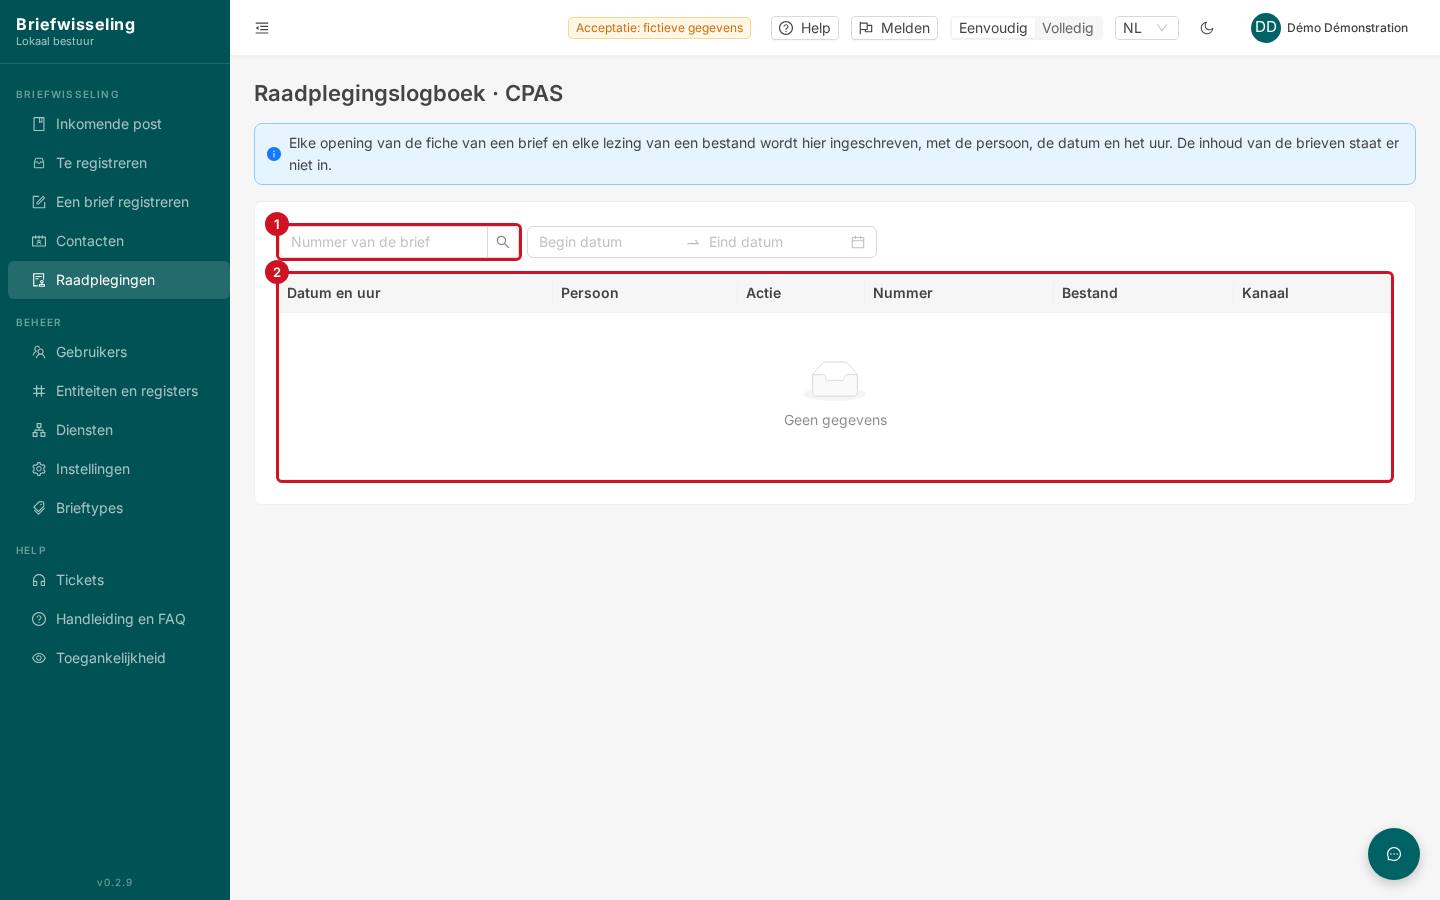 Briefwisseling
Lokaal bestuur
BRIEFWISSELING
Inkomende post
Te registreren
Een brief registreren
Contacten
Raadplegingen
BEHEER
Gebruikers
Entiteiten en registers
Diensten
Instellingen
Brieftypes
HELP
Tickets
Handleiding en FAQ
Toegankelijkheid
v0.2.9
Acceptatie: fictieve gegevens
Help
Melden
Eenvoudig
Volledig
NL
DD
Démo Démonstration
Raadplegingslogboek · CPAS
Elke opening van de fiche van een brief en elke lezing van een bestand wordt hier ingeschreven, met de persoon, de datum en het uur. De inhoud van de brieven staat er
niet in.
1
Nummer van de brief
Begin datum
Eind datum
2
Datum en uur
Persoon
Actie
Nummer
Bestand
Kanaal
Geen gegevens